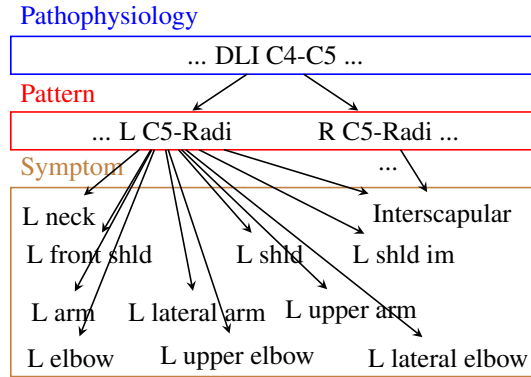 Pathophysiology
... DLI C4-C5 ...
Pattern
... L C5-Radi R C5-Radi ...
Symptom ...
L neck Interscapular
L front shld L shld L shld im
L arm L lateral arm L upper arm
L elbow L upper elbow L lateral elbow